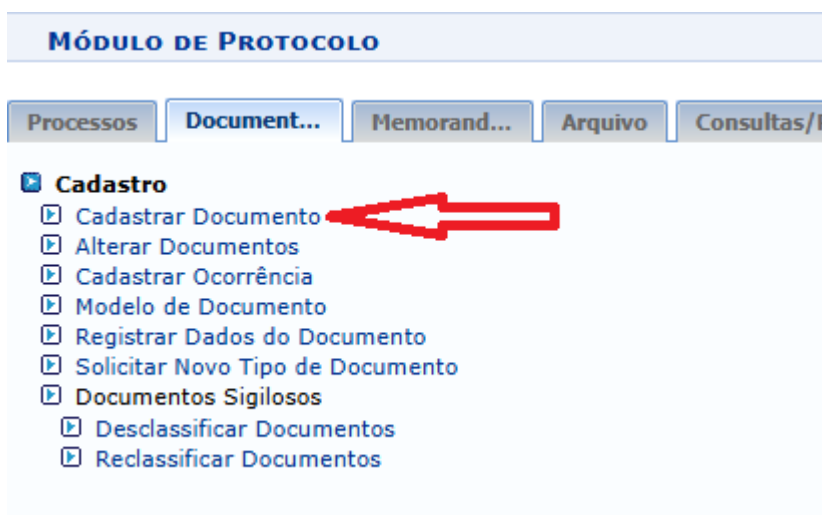 MÓDULO DE PROTOCOLO
Processos Document... Memorand... Arquivo Consultas/
Cadastro
Cadastrar Documento
Alterar Documentos
Cadastrar Ocorrência
Modelo de Documento
Registrar Dados do Documento
Solicitar Novo Tipo de Documento
Documentos Sigilosos
Desclassificar Documentos
Reclassificar Documentos